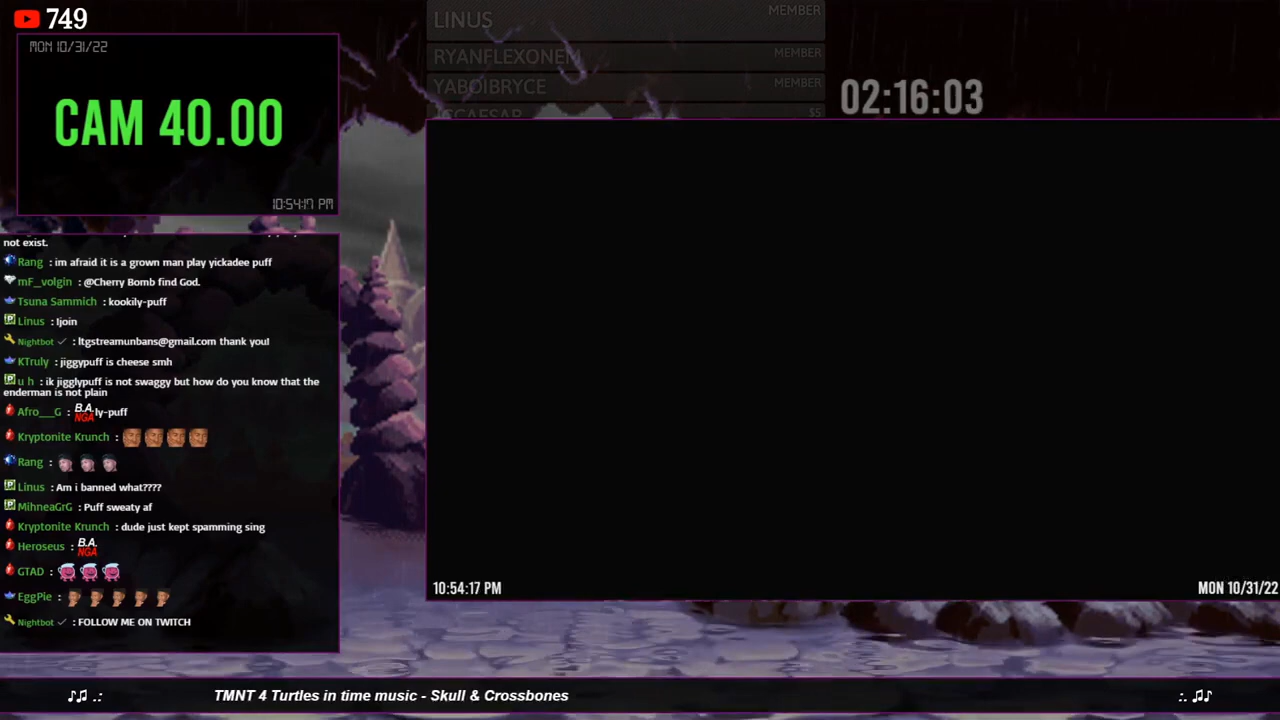 749
MON 10/31/22
CAM 40.00
10:54:17 PM
LINUS MEMBER
RYANFLEXONEM MEMBER
YABOIBRYCE MEMBER
$5
02:16:03
not exist.
Rang : im afraid it is a grown man play yickadee puff
mF_volgin : @Cherry Bomb find God.
Tsuna Sammich : kookily-puff
Linus : !join
Nightbot ✓ : ltgstreamunbans@gmail.com thank you!
KTruly : jiggypuff is cheese smh
u h : ik jigglypuff is not swaggy but how do you know that the
enderman is not plain
Afro__G : B.A. NGA ly-puff
Kryptonite Krunch :
Rang :
Linus : Am i banned what????
MihneaGrG : Puff sweaty af
Kryptonite Krunch : dude just kept spamming sing
Heroseus : B.A. NGA
GTAD :
EggPie :
Nightbot ✓ : FOLLOW ME ON TWITCH
10:54:17 PM MON 10/31/22
♪♫ .: TMNT 4 Turtles in time music - Skull & Crossbones :. ♫♪